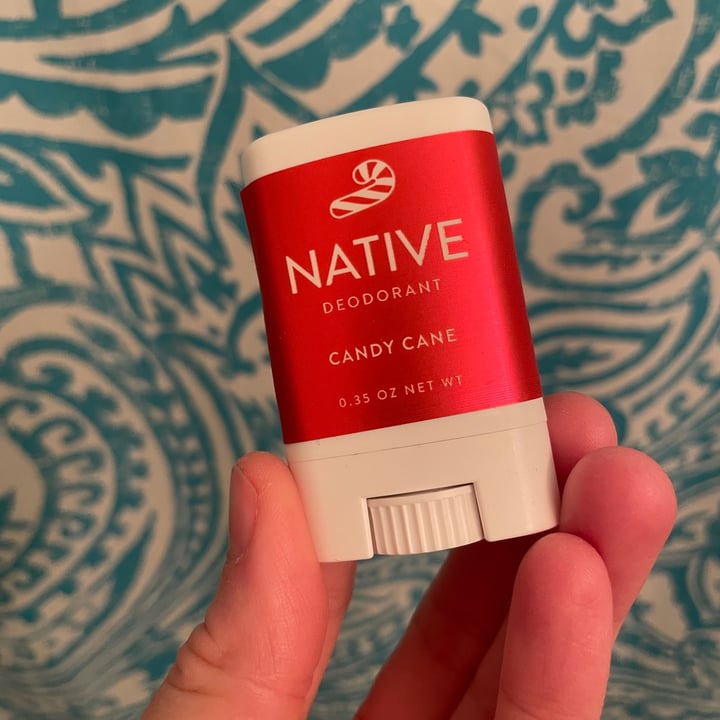 NATIVE
DEODORANT
CANDY CANE
0.35 OZ NET WT